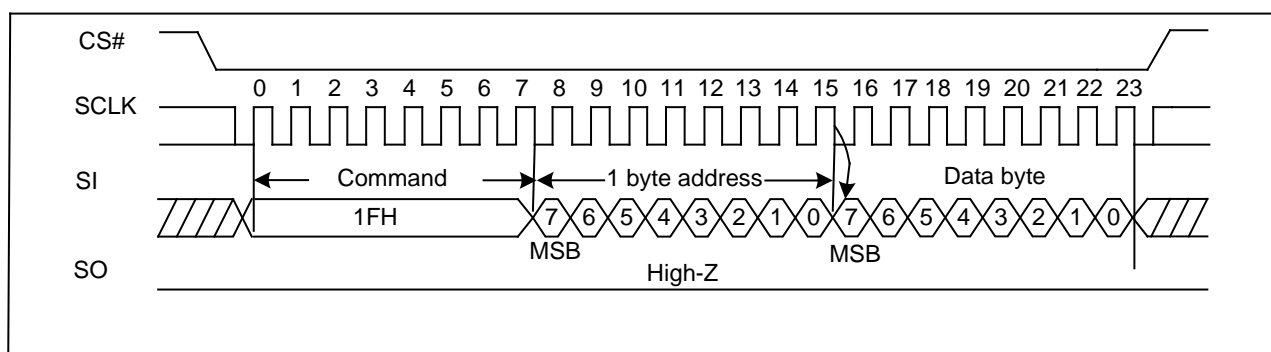 CS#
0 1 2 3 4 5 6 7 8 9 10 11 12 13 14 15 16 17 18 19 20 21 22 23
SCLK
SI Command 1 byte address Data byte
1FH 7 6 5 4 3 2 1 0 7 6 5 4 3 2 1 0
MSB MSB
SO High-Z